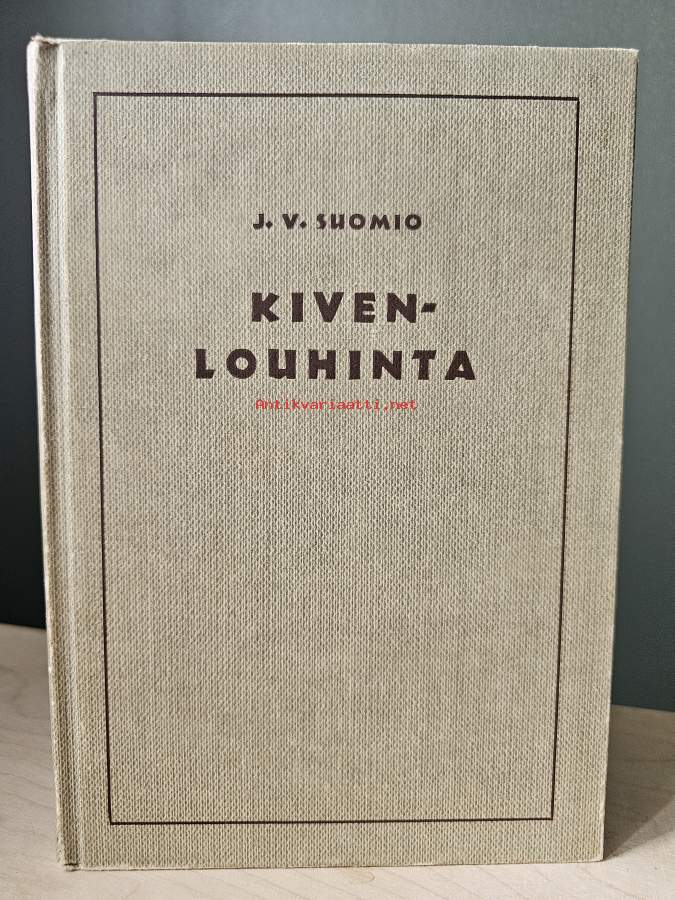 J. V. SUOMIO
KIVEN-
LOUHINTA
Antikvariaatti.net